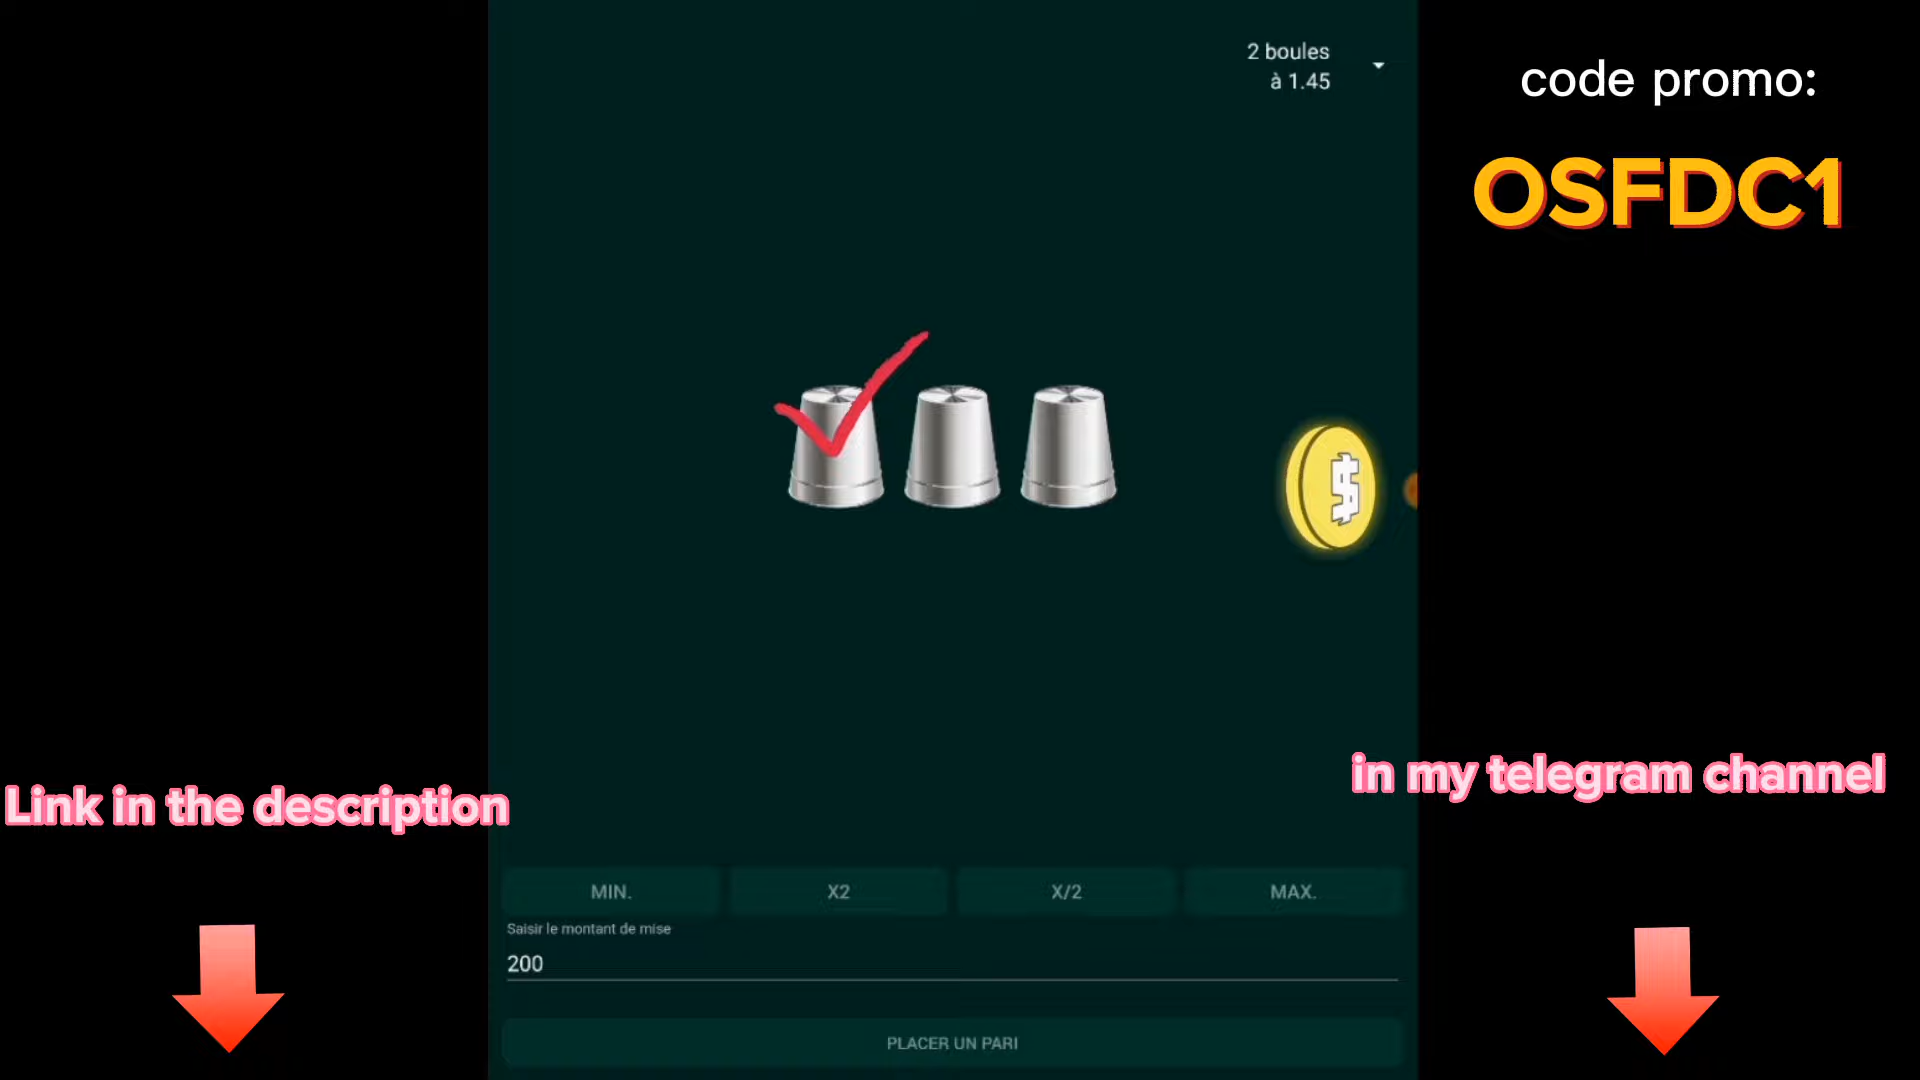 2 boules
à 1.45
code promo:
OSFDC1
$
in my telegram channel
Link in the description
MIN.
X2
X/2
MAX.
Saisir le montant de mise
200
PLACER UN PARI